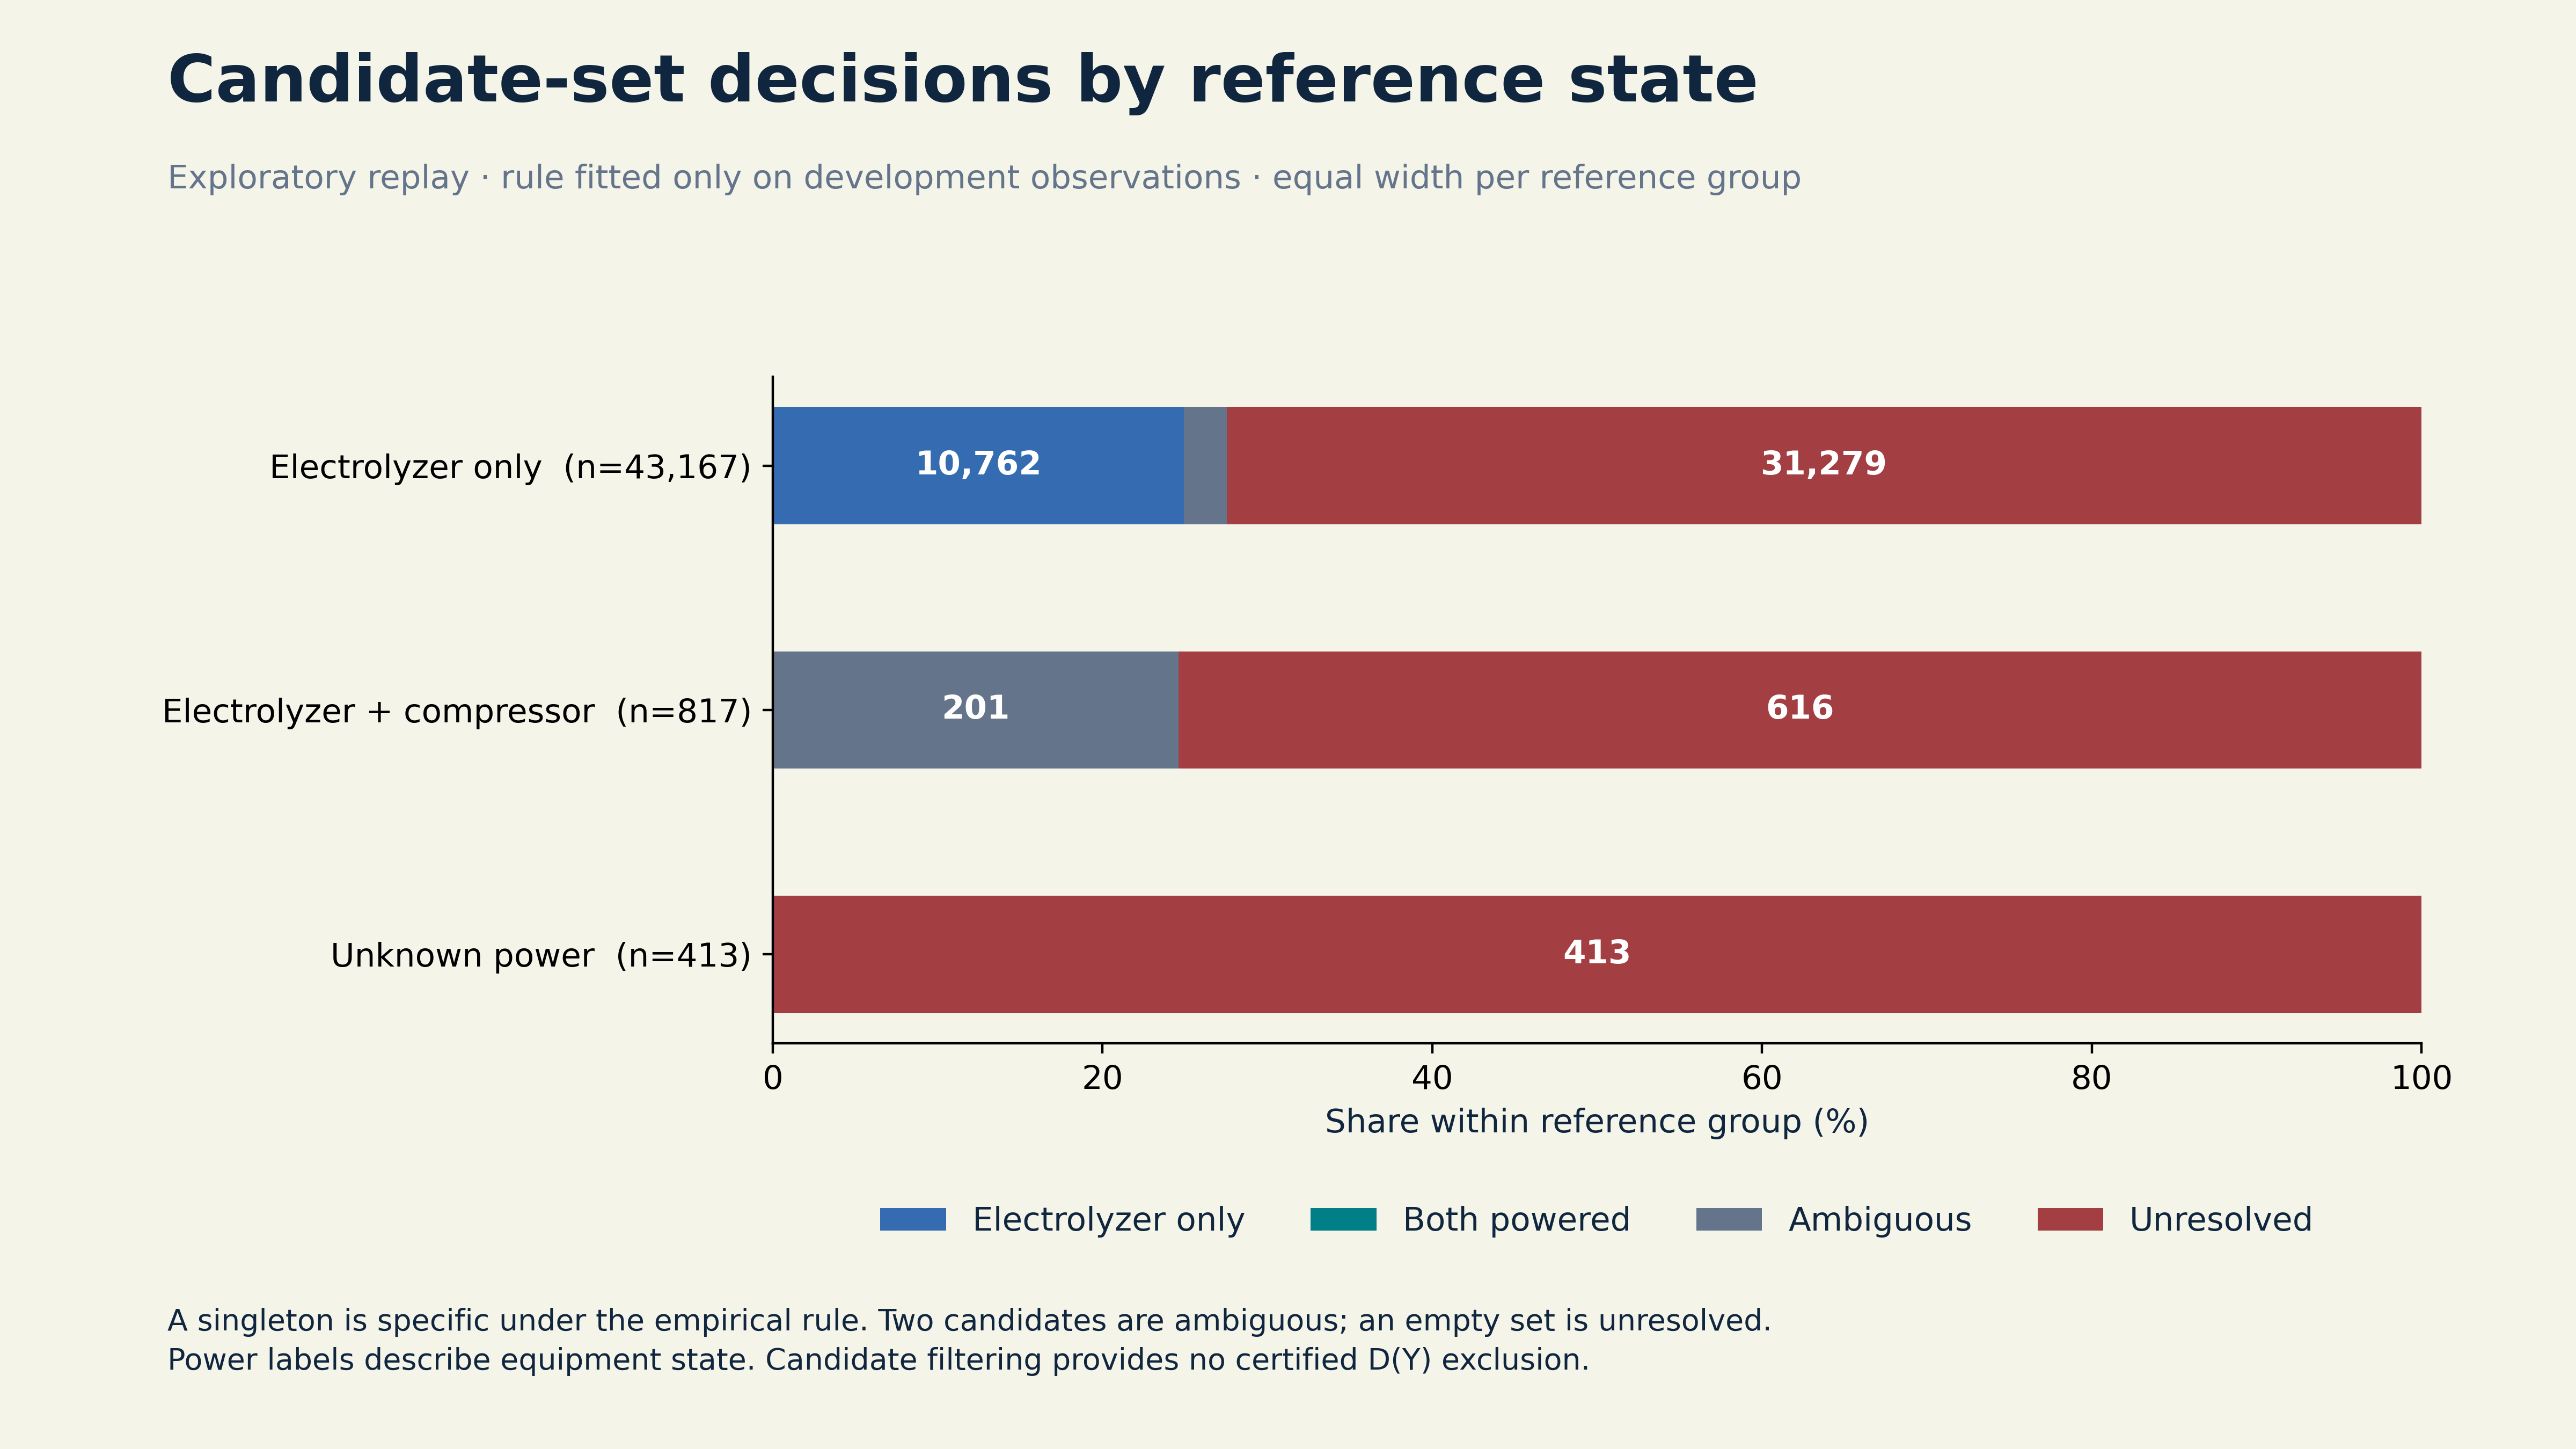 Candidate-set decisions by reference state
Exploratory replay · rule fitted only on development observations · equal width per reference group
Electrolyzer only  (n=43,167)
10,762
31,279
Electrolyzer + compressor  (n=817)
201
616
Unknown power  (n=413)
413
0
20
40
60
80
100
Share within reference group (%)
Electrolyzer only
Both powered
Ambiguous
Unresolved
A singleton is specific under the empirical rule. Two candidates are ambiguous; an empty set is unresolved.
Power labels describe equipment state. Candidate filtering provides no certified D(Y) exclusion.